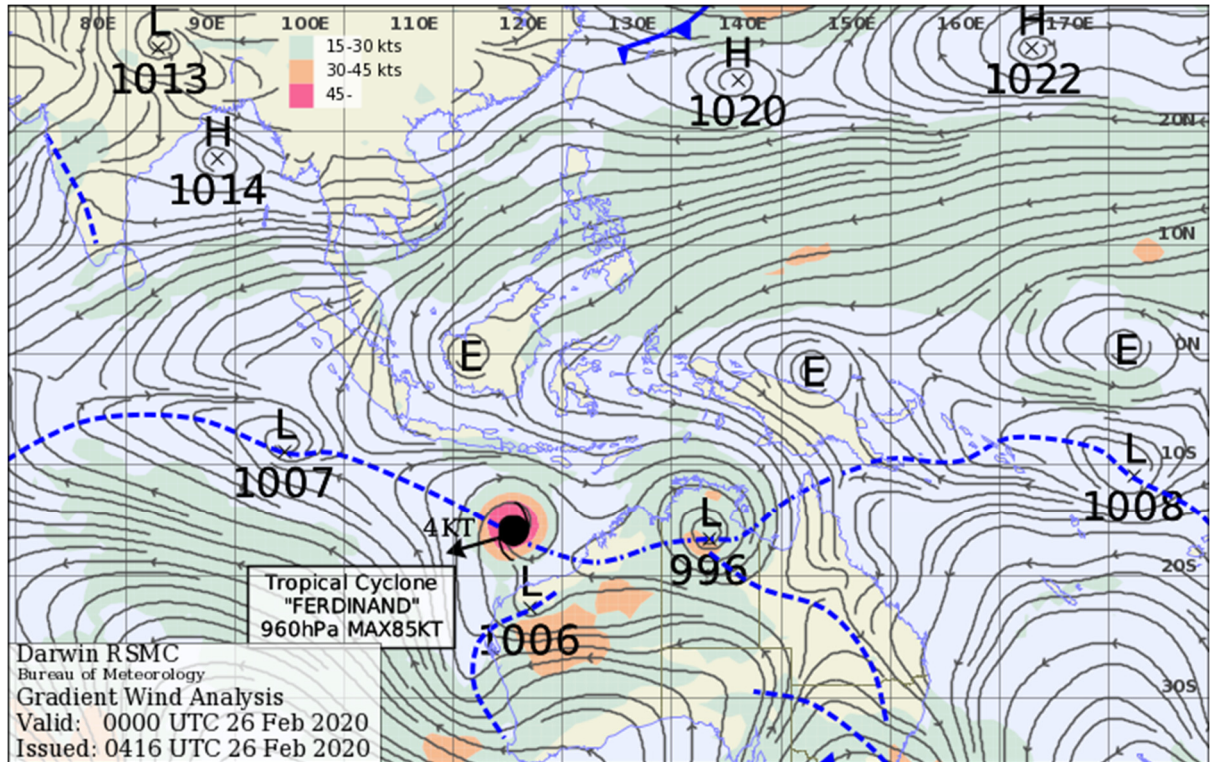 80E 90E 100E 110E 120E 130E 140E 150E 160E 170E
L
1013
15-30 kts
30-45 kts
45-
H
1020
H
1022
20N
H
1014
10N
E
E
E
0N
L
1007
10S
L
1008
4KT
L
996
20S
L
1006
Tropical Cyclone
"FERDINAND"
960hPa MAX85KT
30S
Darwin RSMC
Bureau of Meteorology
Gradient Wind Analysis
Valid: 0000 UTC 26 Feb 2020
Issued: 0416 UTC 26 Feb 2020